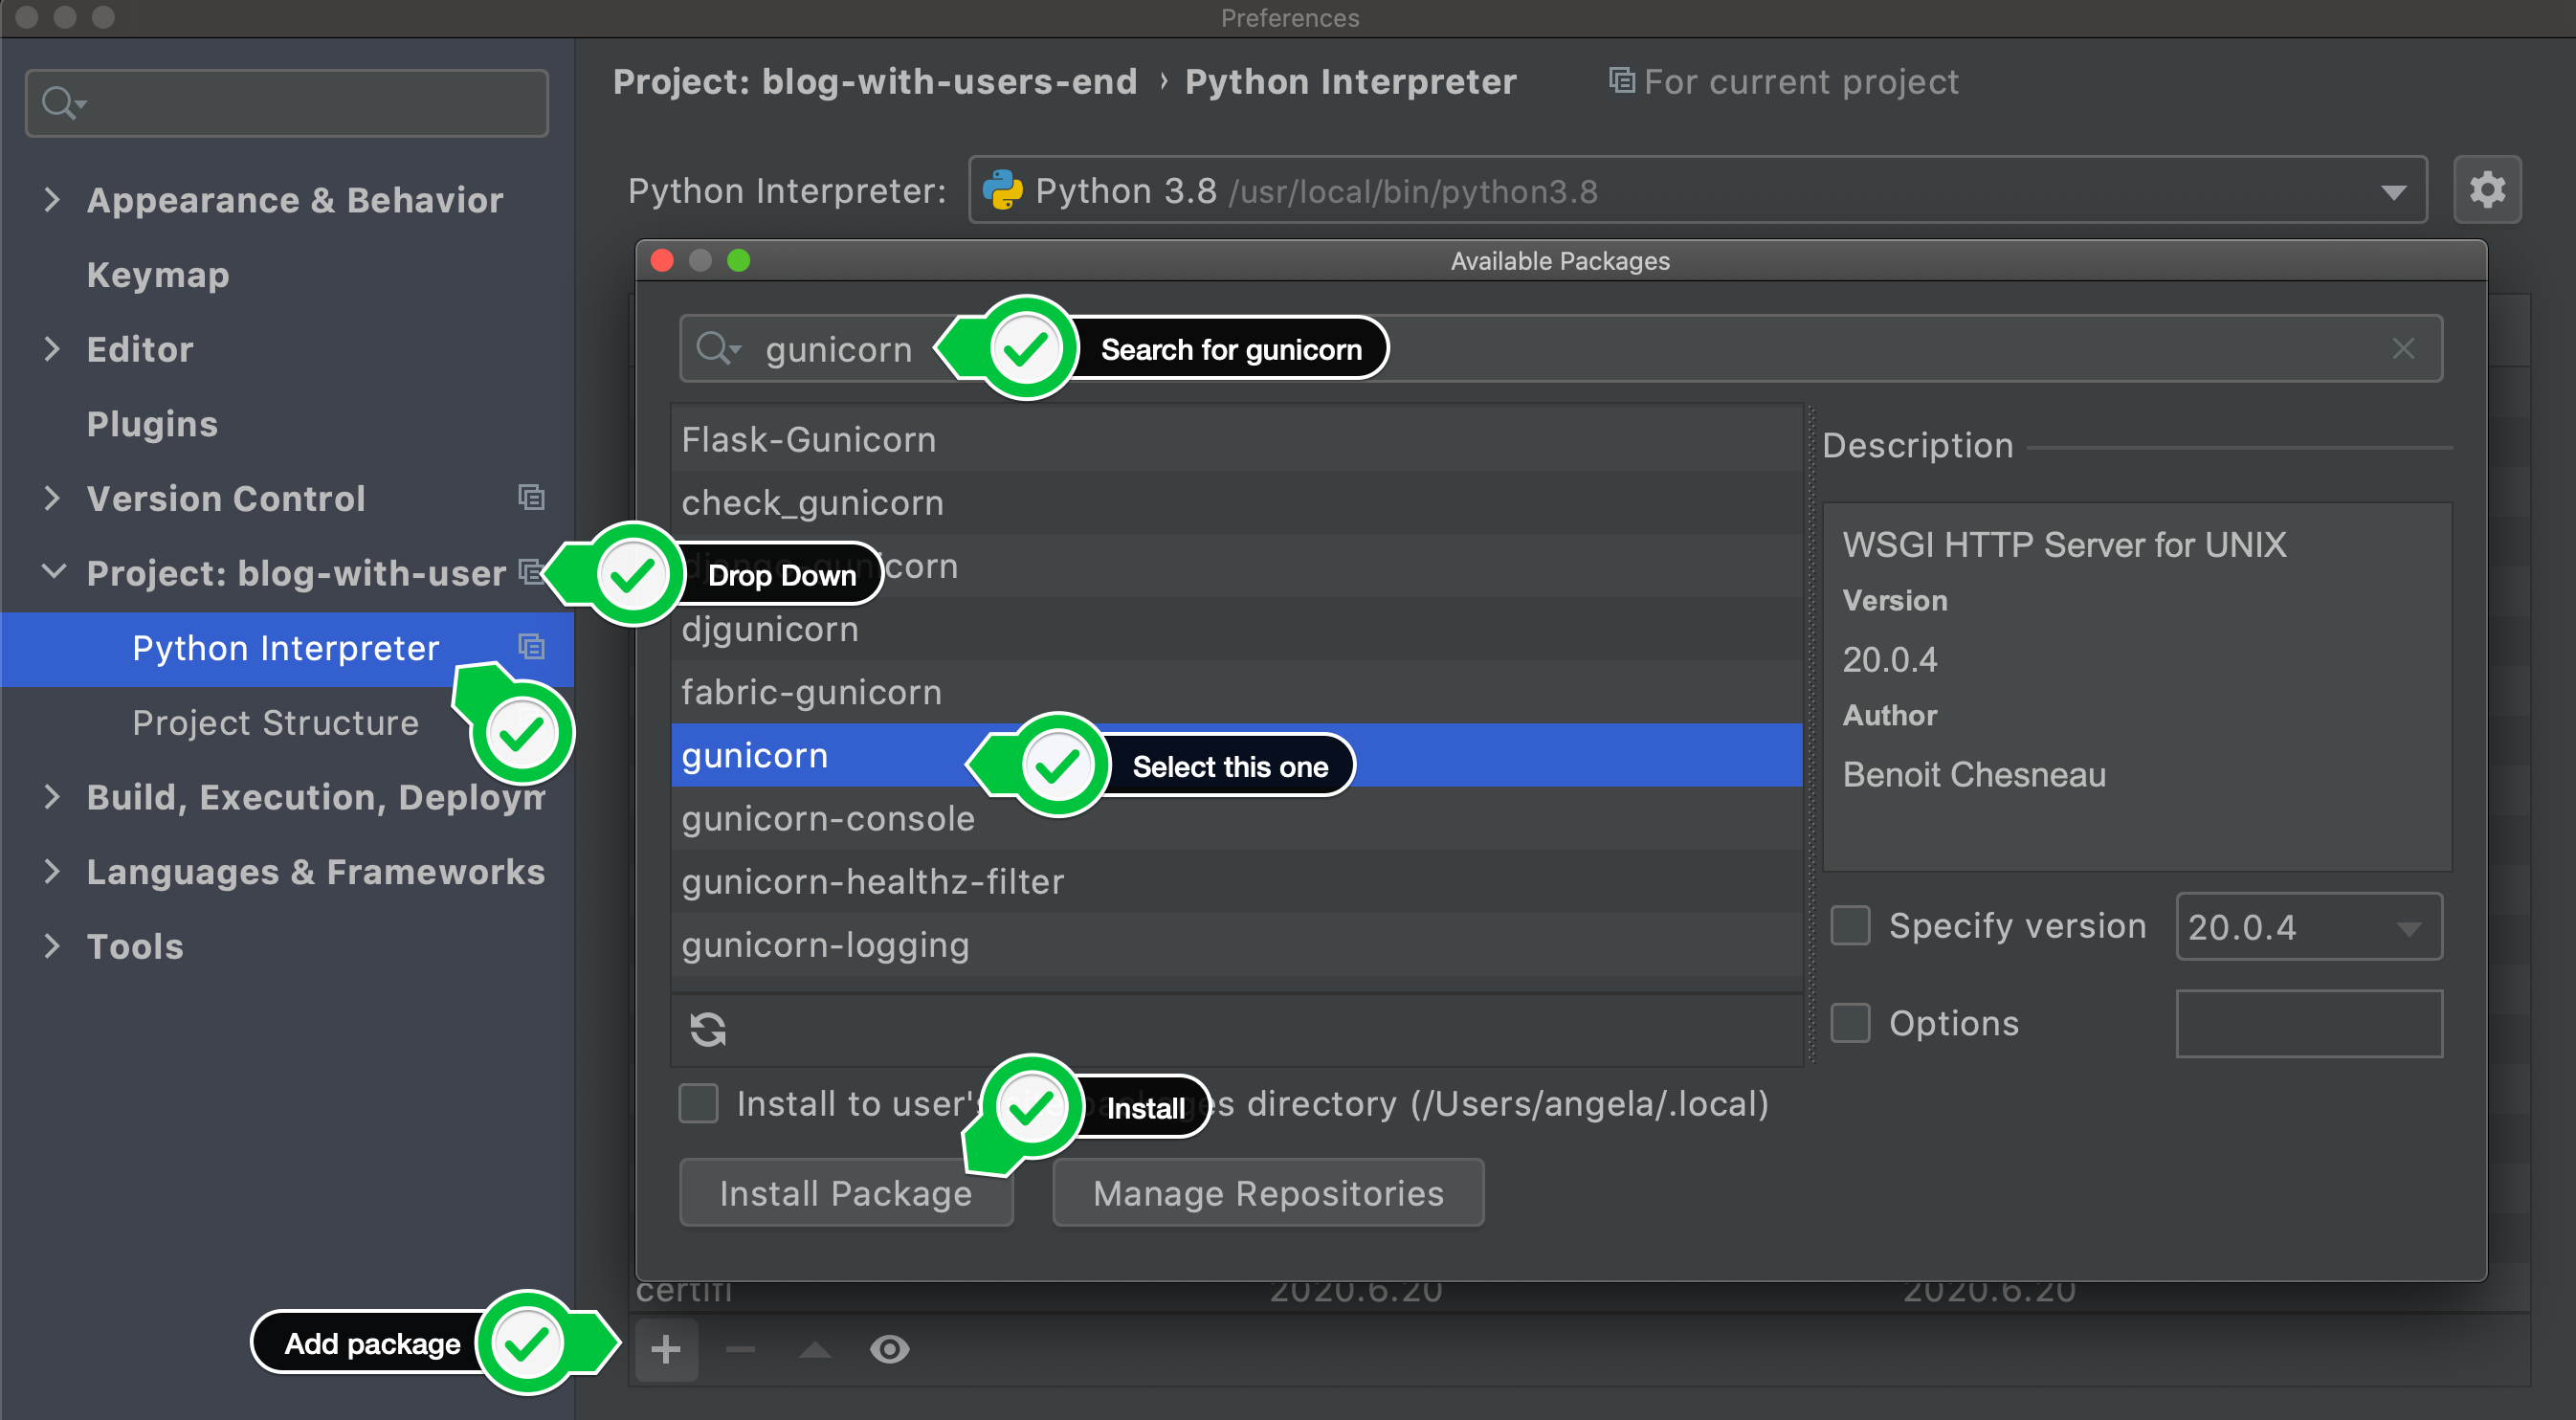 Preferences
Appearance & Behavior
Keymap
Editor
Plugins
Version Control
Project: blog-with-user
Python Interpreter
Project Structure
Build, Execution, Deploym
Languages & Frameworks
Tools
Project: blog-with-users-end › Python Interpreter
For current project
Python Interpreter: Python 3.8 /usr/local/bin/python3.8
Available Packages
gunicorn
Search for gunicorn
Flask-Gunicorn
check_gunicorn
Drop Down
djgunicorn
fabric-gunicorn
gunicorn
Select this one
gunicorn-console
gunicorn-healthz-filter
gunicorn-logging
Description
WSGI HTTP Server for UNIX
Version
20.0.4
Author
Benoit Chesneau
Specify version 20.0.4
Options
Install to user's directory (/Users/angela/.local)
Install
Install Package
Manage Repositories
certifi 2020.6.20 2020.6.20
Add package